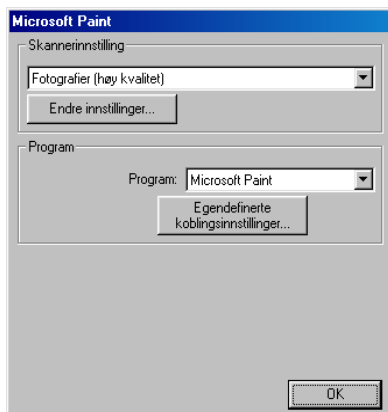 Microsoft Paint
Skannerinnstilling
Fotografier (høy kvalitet)
Endre innstillinger...
Program
Program: Microsoft Paint
Egendefinerte
koblingsinnstillinger...
OK